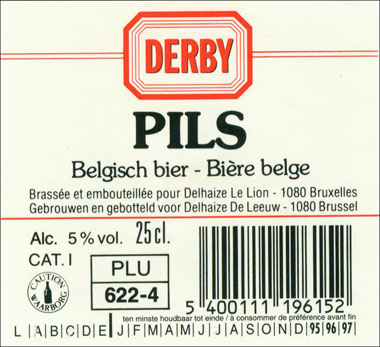 DERBY
PILS
Belgisch bier - Bière belge
Brassée et embouteillée pour Delhaize Le Lion - 1080 Bruxelles
Gebrouwen en gebotteld voor Delhaize De Leeuw - 1080 Brussel
Alc. 5% vol. 25cl.
CAT. I
PLU
622-4
CAUTION
WAARBORG
5 400111 196152
ten minste houdbaar tot einde / à consommer de préférence avant fin
L|A|B|C|D|E|J|F|M|A|M|J|J|A|S|O|N|D|95|96|97|